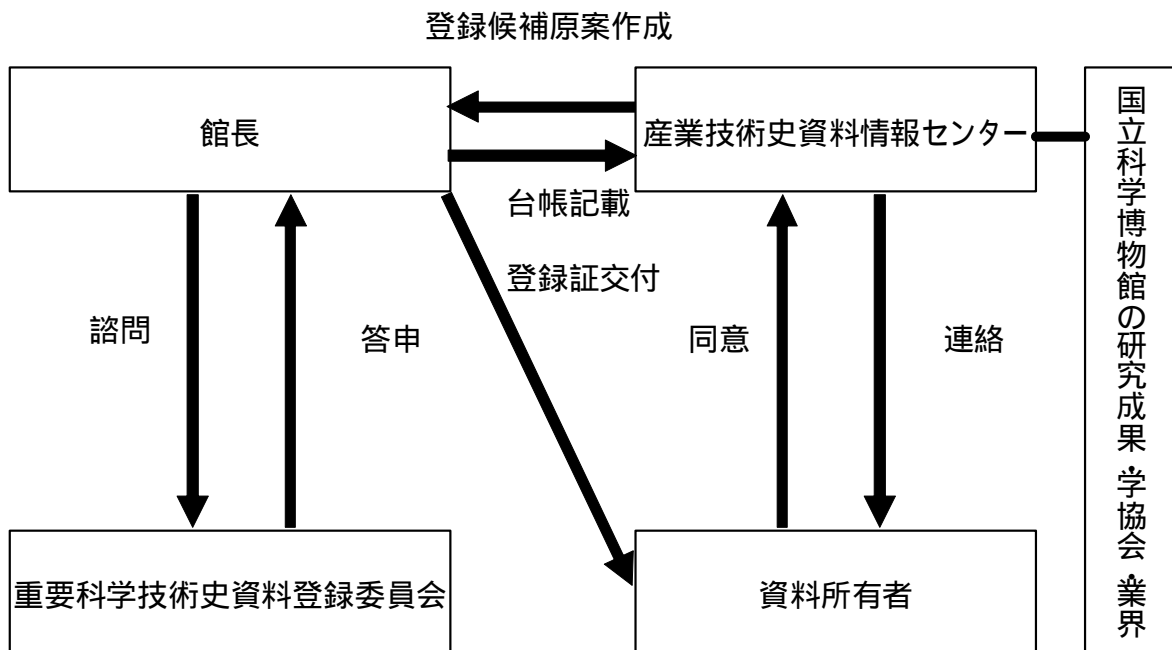 登録候補原案作成
館長
産業技術史資料情報センター
台帳記載
登録証交付
諮問
答申
同意
連絡
重要科学技術史資料登録委員会
資料所有者
国立科学博物館の研究成果・学協会・業界